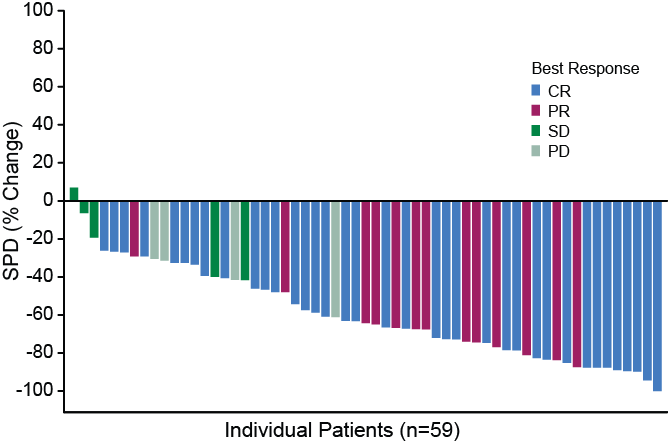 100
80
60
40
20
0
-20
-40
-60
-80
-100
SPD (% Change)
Best Response
CR
PR
SD
PD
Individual Patients (n=59)